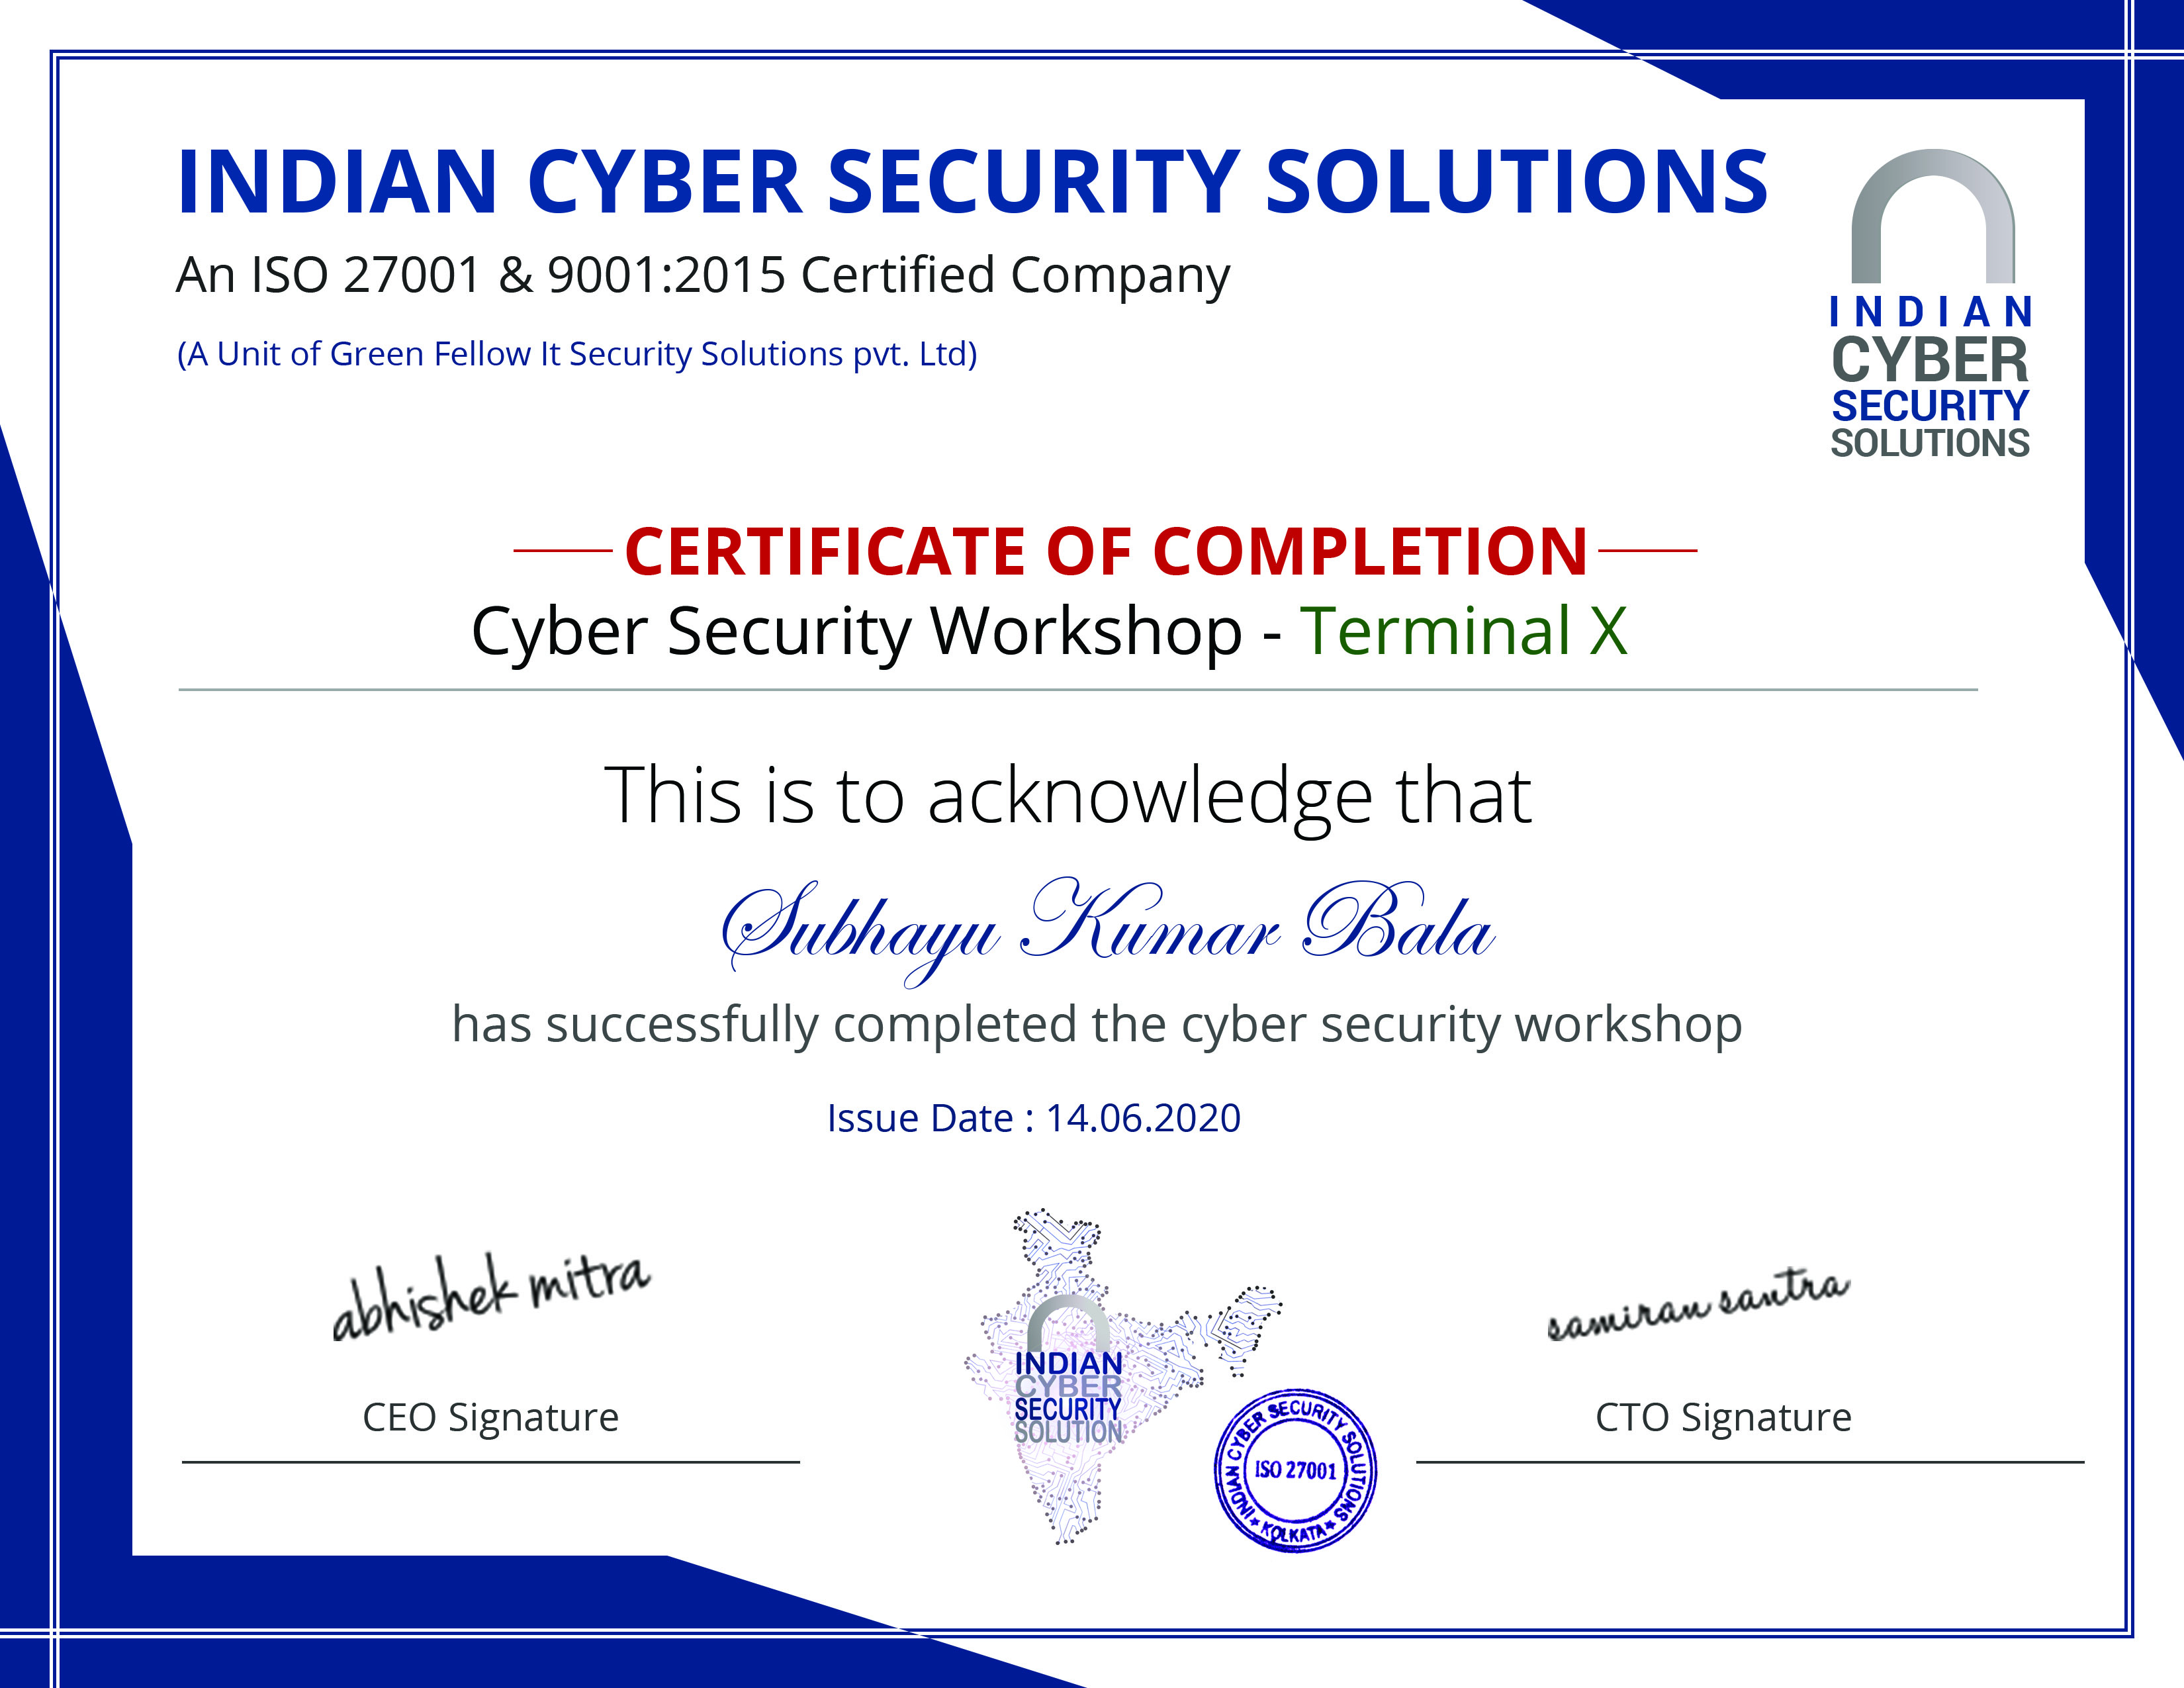 INDIAN CYBER SECURITY SOLUTIONS
An ISO 27001 & 9001:2015 Certified Company
(A Unit of Green Fellow It Security Solutions pvt. Ltd)
INDIAN
CYBER
SECURITY
SOLUTIONS
CERTIFICATE OF COMPLETION
Cyber Security Workshop - Terminal X
This is to acknowledge that
Subhayu Kumar Bala
has successfully completed the cyber security workshop
Issue Date : 14.06.2020
abhishek mitra
CEO Signature
INDIAN
CYBER
SECURITY
SOLUTION
INDIAN CYBER SECURITY SOLUTIONS
ISO 27001
★ KOLKATA ★
samiran santra
CTO Signature